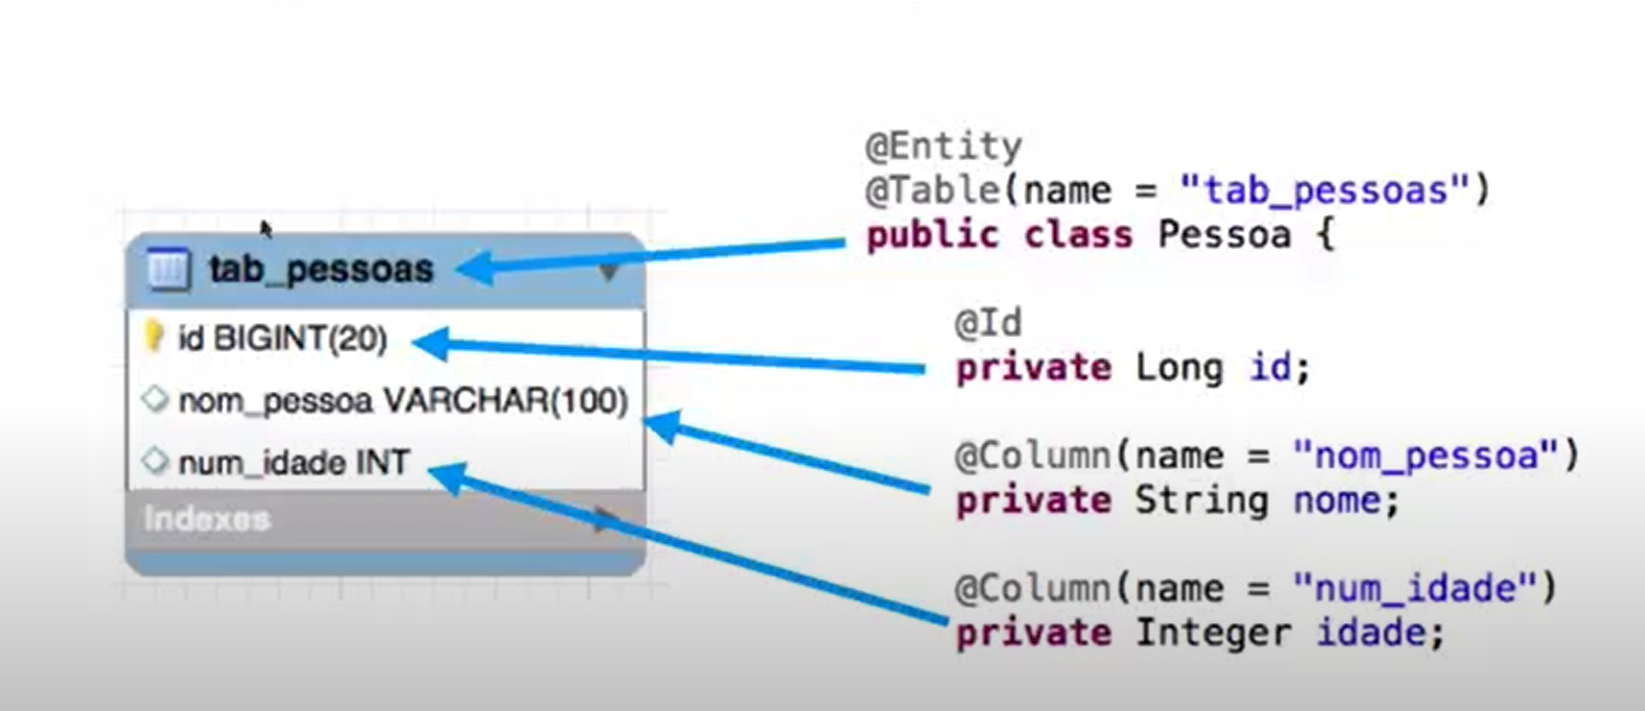 tab_pessoas
id BIGINT(20)
nom_pessoa VARCHAR(100)
num_idade INT
Indexes
@Entity
@Table(name = "tab_pessoas")
public class Pessoa {
@Id
private Long id;
@Column(name = "nom_pessoa")
private String nome;
@Column(name = "num_idade")
private Integer idade;